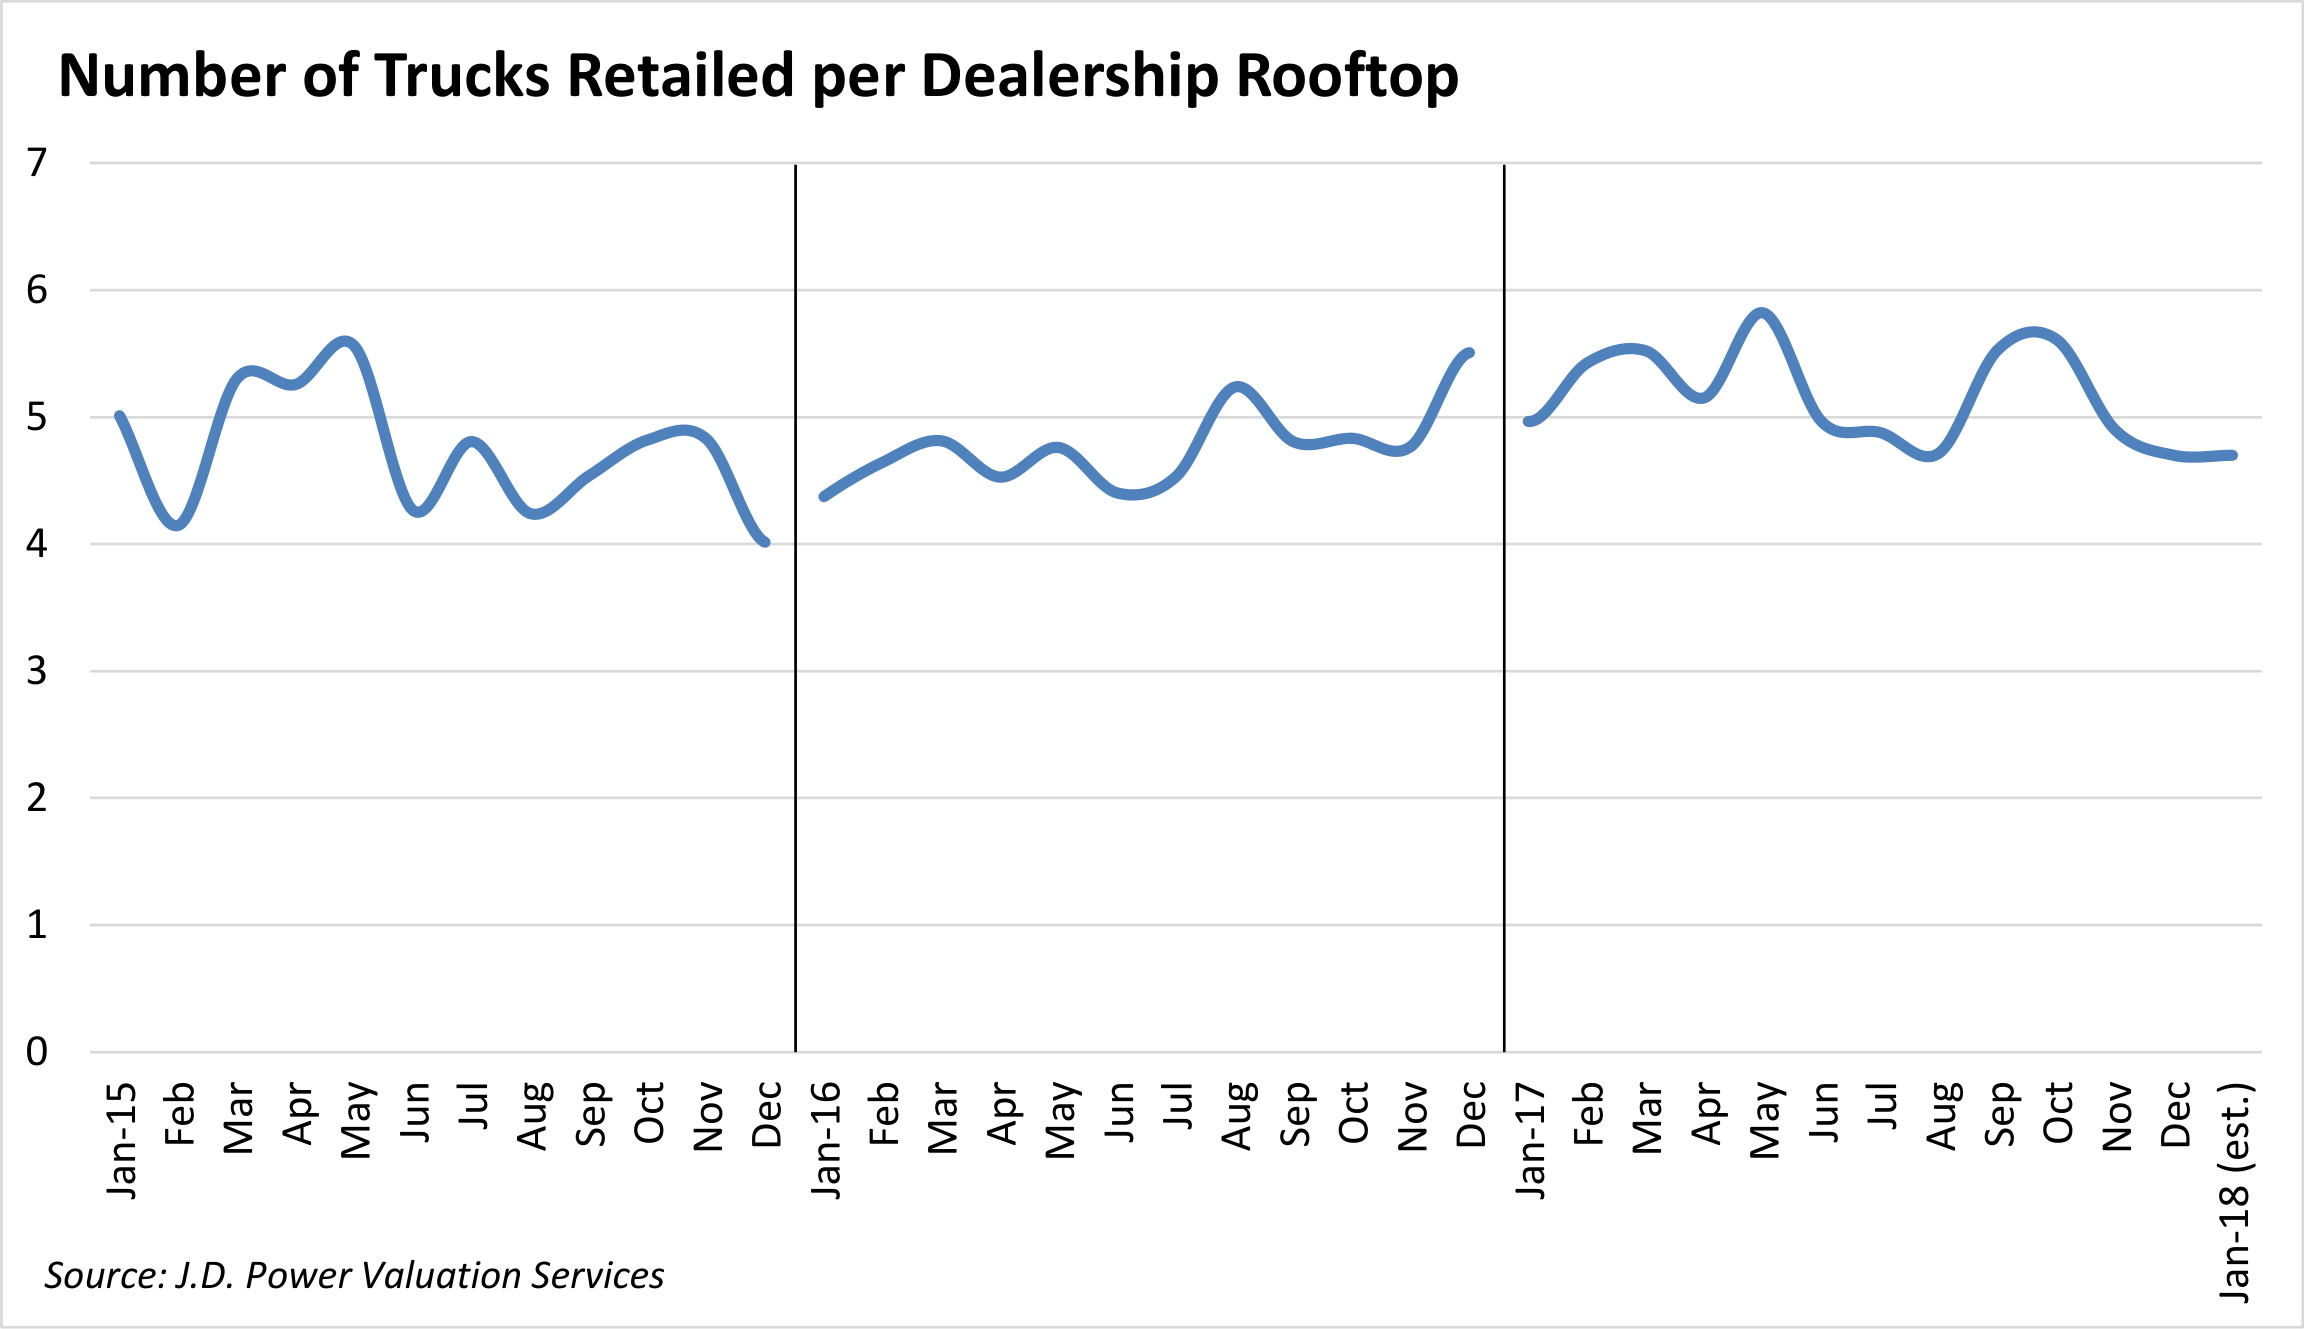 Number of Trucks Retailed per Dealership Rooftop
7
6
5
4
3
2
1
0
Jan-15
Feb
Mar
Apr
May
Jun
Jul
Aug
Sep
Oct
Nov
Dec
Jan-16
Feb
Mar
Apr
May
Jun
Jul
Aug
Sep
Oct
Nov
Dec
Jan-17
Feb
Mar
Apr
May
Jun
Jul
Aug
Sep
Oct
Nov
Dec
Jan-18 (est.)
Source: J.D. Power Valuation Services